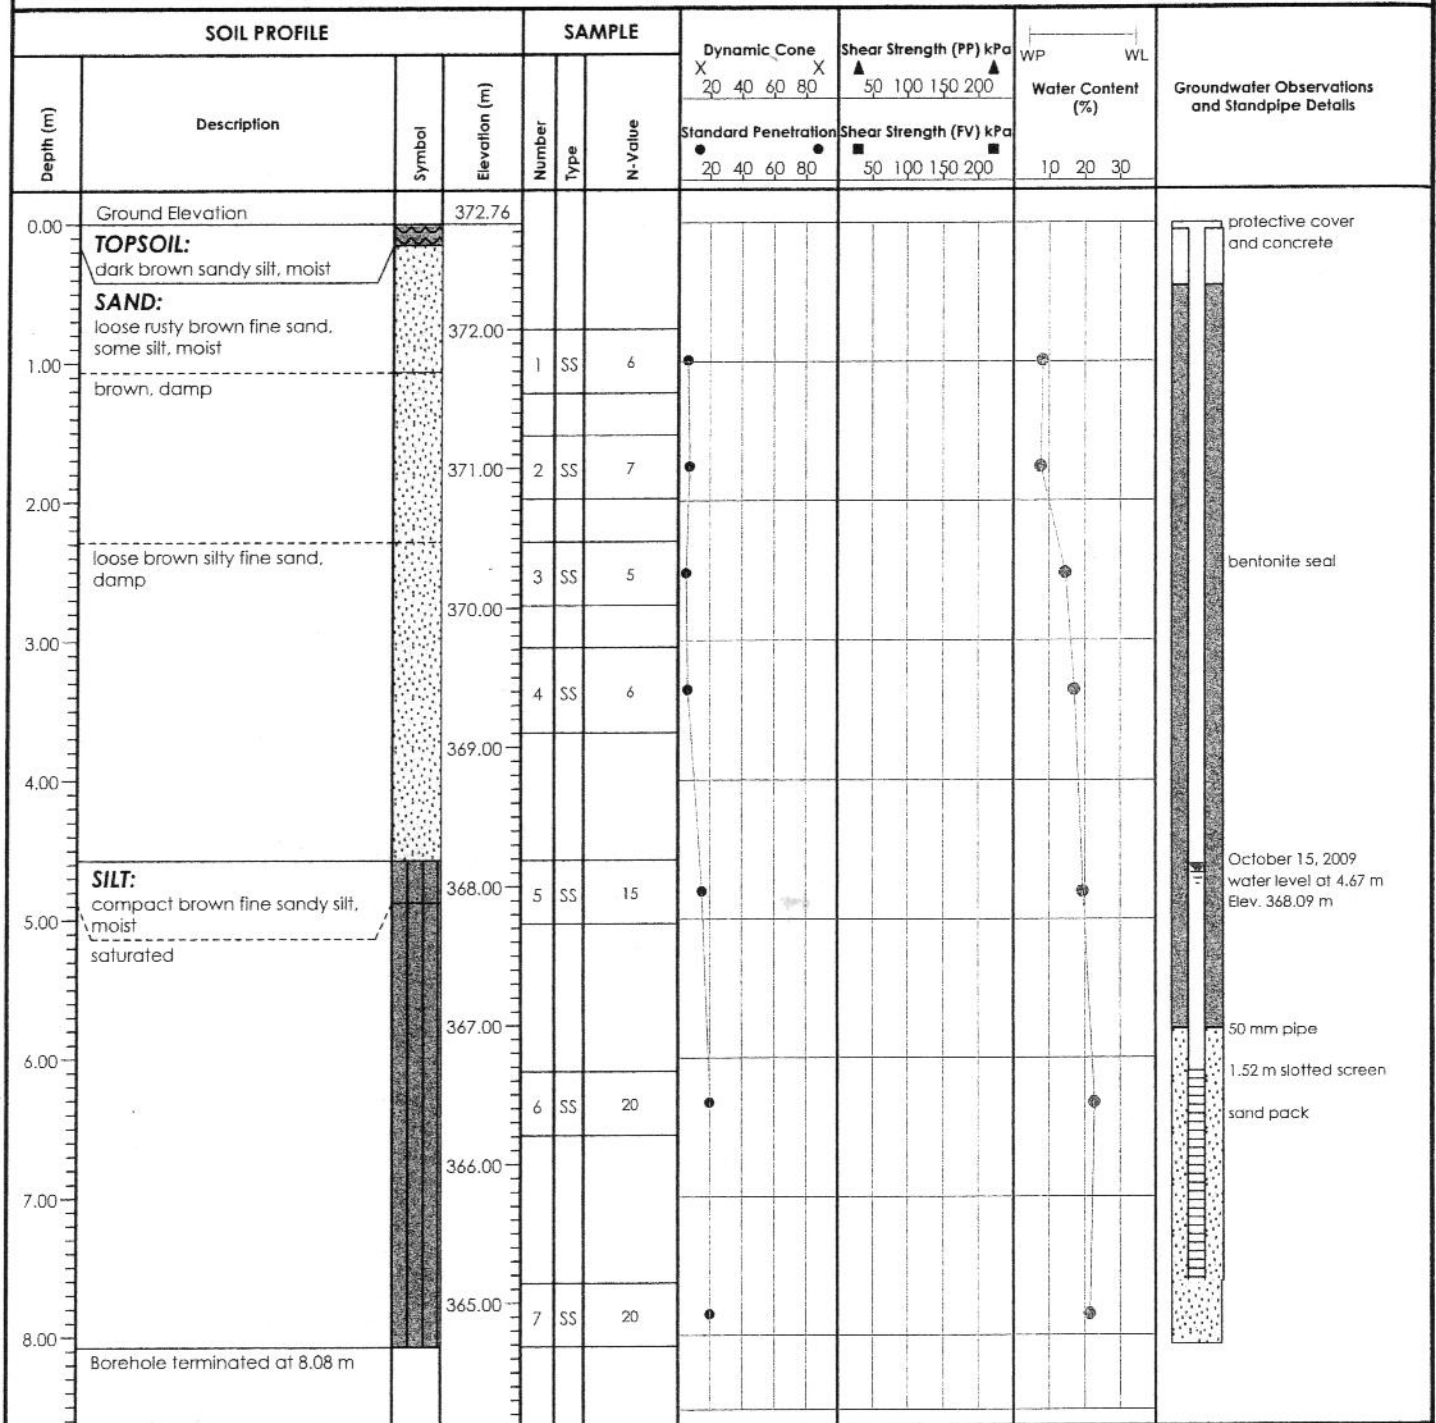 SOIL PROFILE
SAMPLE
Depth (m)
Description
Symbol
Elevation (m)
Number
Type
N-Value
Dynamic Cone
X X
20 40 60 80
Standard Penetration
20 40 60 80
Shear Strength (PP) kPa
50 100 150 200
Shear Strength (FV) kPa
50 100 150 200
WP WL
Water Content
(%)
10 20 30
Groundwater Observations
and Standpipe Details
Ground Elevation
372.76
0.00
TOPSOIL:
dark brown sandy silt, moist
SAND:
loose rusty brown fine sand,
some silt, moist
372.00
1.00
1 SS 6
brown, damp
371.00
2 SS 7
2.00
loose brown silty fine sand,
damp
3 SS 5
370.00
3.00
4 SS 6
369.00
4.00
SILT:
compact brown fine sandy silt,
moist
368.00
5 SS 15
5.00
saturated
367.00
6.00
6 SS 20
366.00
7.00
365.00
7 SS 20
8.00
Borehole terminated at 8.08 m
protective cover
and concrete
bentonite seal
October 15, 2009
water level at 4.67 m
Elev. 368.09 m
50 mm pipe
1.52 m slotted screen
sand pack